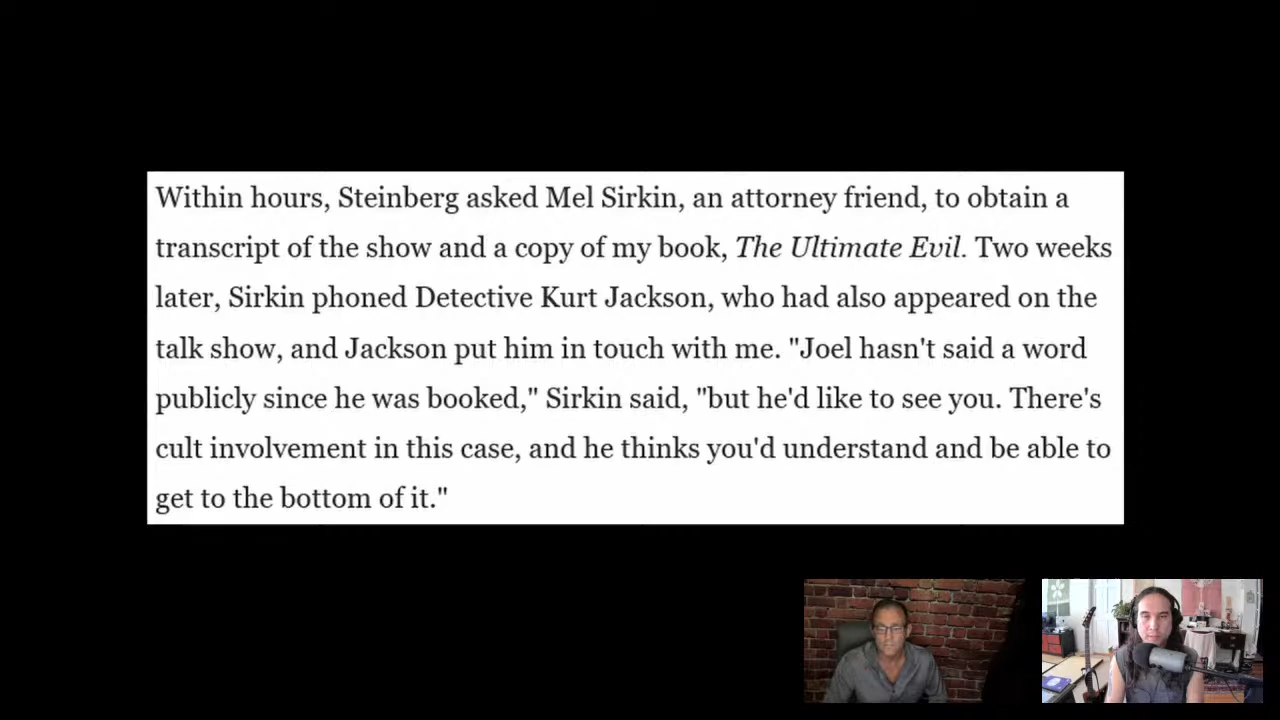 Within hours, Steinberg asked Mel Sirkin, an attorney friend, to obtain a
transcript of the show and a copy of my book, The Ultimate Evil. Two weeks
later, Sirkin phoned Detective Kurt Jackson, who had also appeared on the
talk show, and Jackson put him in touch with me. "Joel hasn't said a word
publicly since he was booked," Sirkin said, "but he'd like to see you. There's
cult involvement in this case, and he thinks you'd understand and be able to
get to the bottom of it."